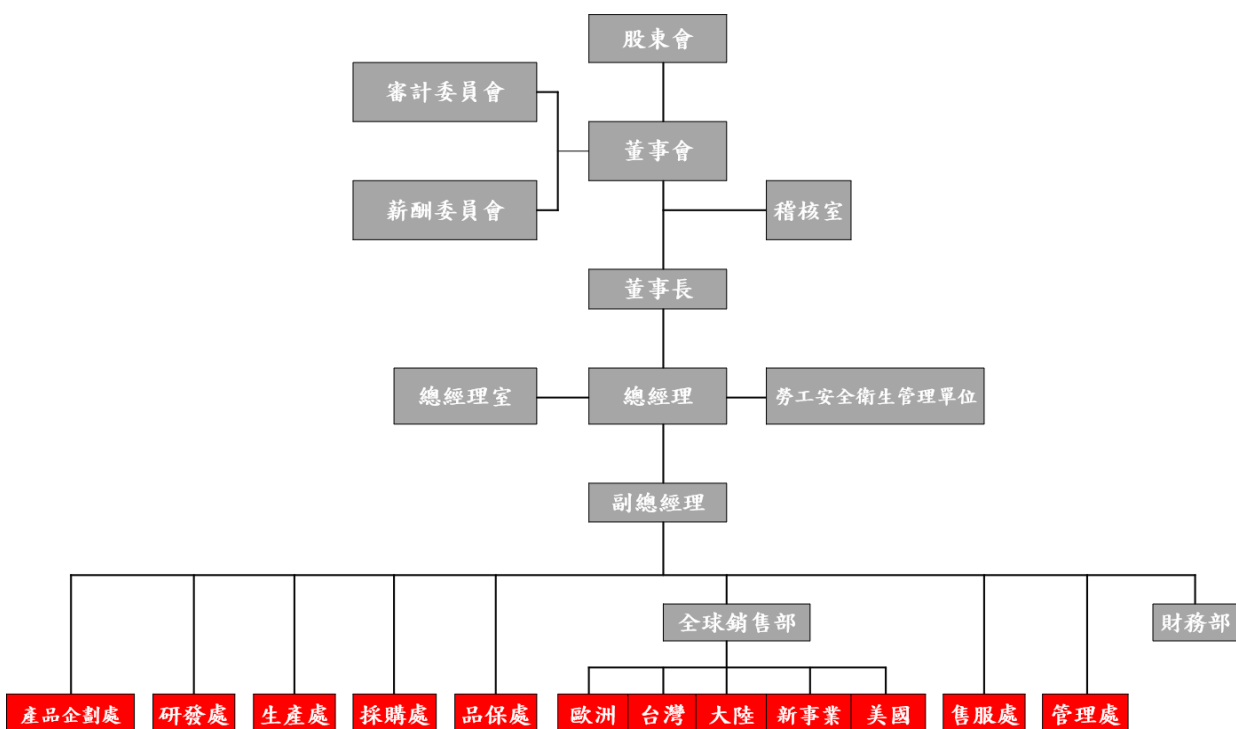 股東會
審計委員會
董事會
薪酬委員會
稽核室
董事長
總經理室
總經理
勞工安全衛生管理單位
副總經理
全球銷售部
財務部
產品企劃處
研發處
生產處
採購處
品保處
歐洲
台灣
大陸
新事業
美國
售服處
管理處